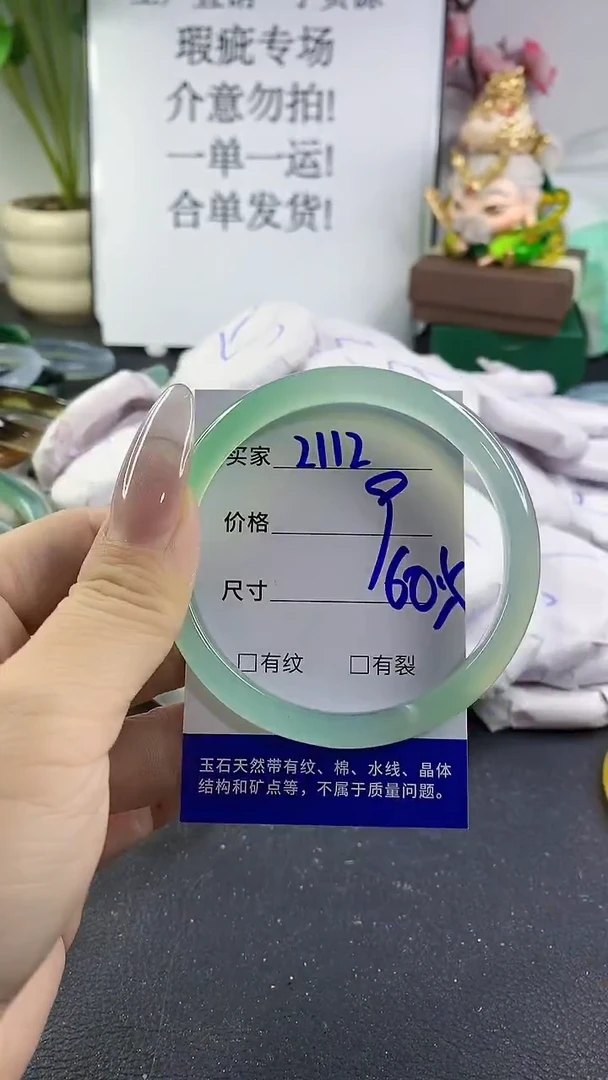 瑕疵专场
介意勿拍!
一单一运!
合单发货!
买家 2112
价格
尺寸 60
□有纹 □有裂
玉石天然带有纹、棉、水线、晶体
结构和矿点等，不属于质量问题。